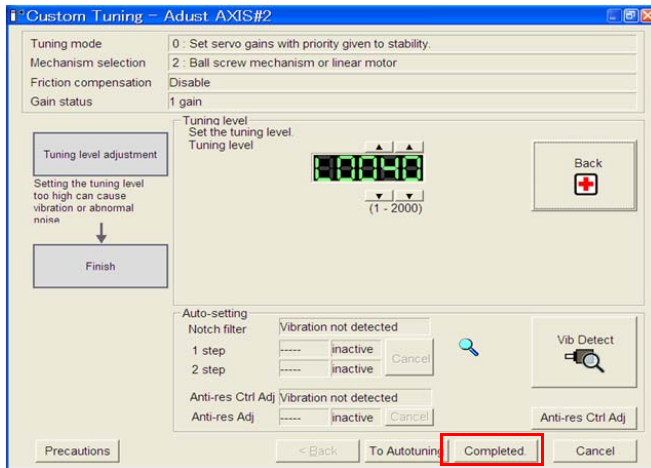 Custom Tuning - Adust AXIS#2
Tuning mode 0 : Set servo gains with priority given to stability.
Mechanism selection 2 : Ball screw mechanism or linear motor
Friction compensation Disable
Gain status 1 gain
Tuning level
Set the tuning level.
Tuning level
0040
(1 - 2000)
Tuning level adjustment
Setting the tuning level
too high can cause
vibration or abnormal
noise
Finish
Back
Auto-setting
Notch filter Vibration not detected
1 step ----- inactive
Cancel
2 step ----- inactive
Anti-res Ctrl Adj Vibration not detected
Anti-res Adj ----- inactive Cancel
Vib Detect
Anti-res Ctrl Adj
Precautions < Back To Autotuning Completed. Cancel